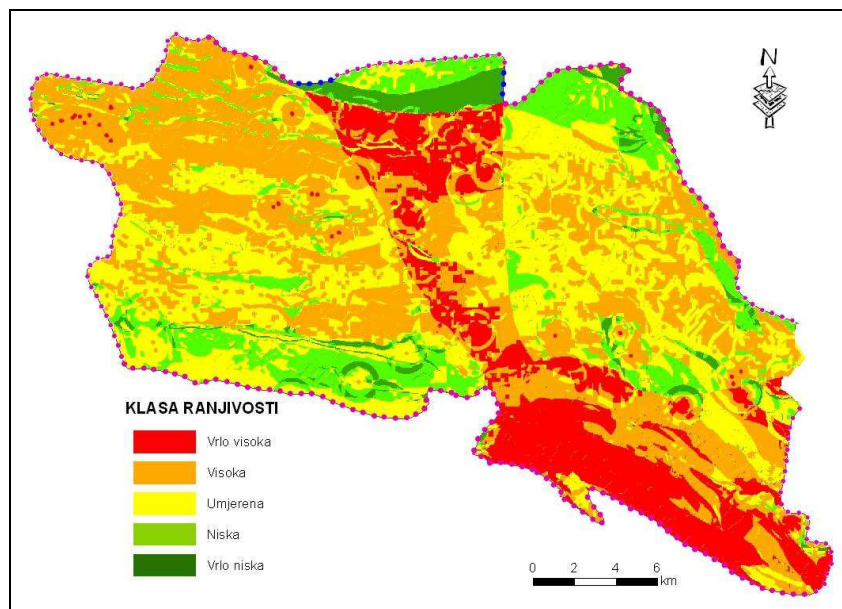 N
KLASA RANJIVOSTI
Vrlo visoka
Visoka
Umjerena
Niska
Vrlo niska
0 2 4 6
km